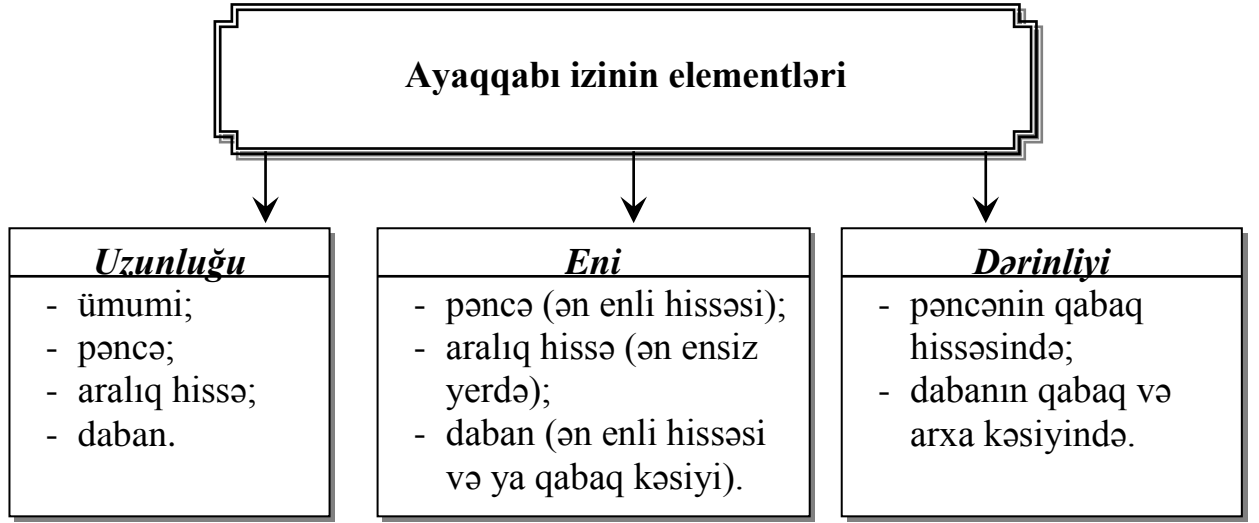 Ayaqqabı izinin elementləri
Uzunluğu
- ümumi;
- pəncə;
- aralıq hissə;
- daban.
Eni
- pəncə (ən enli hissəsi);
- aralıq hissə (ən ensiz
yerdə);
- daban (ən enli hissəsi
və ya qabaq kəsiyi).
Dərinliyi
- pəncənin qabaq
hissəsində;
- dabanın qabaq və
arxa kəsiyində.